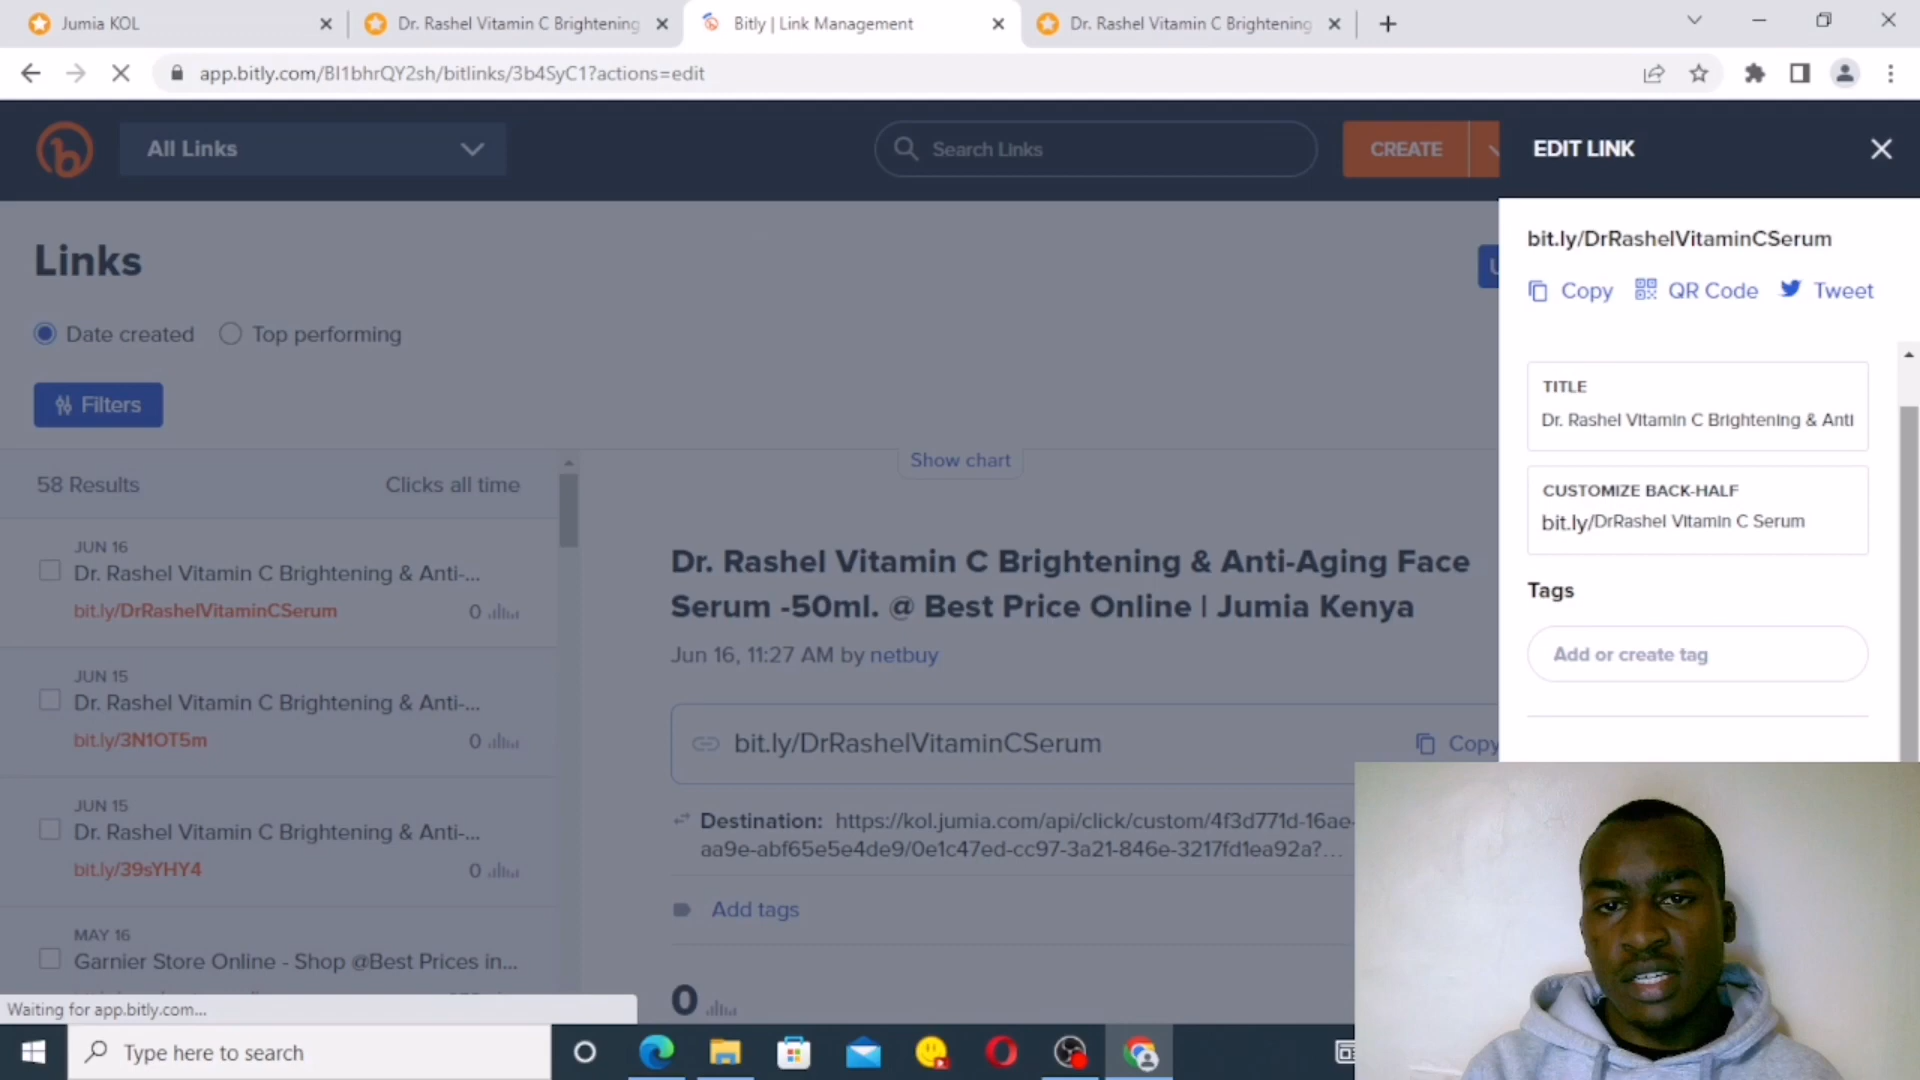 Jumia KOL
Dr. Rashel Vitamin C Brightening
Bitly | Link Management
Dr. Rashel Vitamin C Brightening
app.bitly.com/BI1bhrQY2sh/bitlinks/3b4SyC1?actions=edit
All Links
Search Links
CREATE
EDIT LINK
bit.ly/DrRashelVitaminCSerum
Copy
QR Code
Tweet
Links
Date created
Top performing
Filters
TITLE
Dr. Rashel Vitamin C Brightening & Anti
CUSTOMIZE BACK-HALF
bit.ly/DrRashel Vitamin C Serum
Tags
Add or create tag
58 Results
Clicks all time
Show chart
JUN 16
Dr. Rashel Vitamin C Brightening & Anti-...
bit.ly/DrRashelVitaminCSerum
0
JUN 15
Dr. Rashel Vitamin C Brightening & Anti-...
bit.ly/3N1OT5m
0
JUN 15
Dr. Rashel Vitamin C Brightening & Anti-...
bit.ly/39sYHY4
0
MAY 16
Garnier Store Online - Shop @Best Prices in...
Dr. Rashel Vitamin C Brightening & Anti-Aging Face
Serum -50ml. @ Best Price Online | Jumia Kenya
Jun 16, 11:27 AM by netbuy
bit.ly/DrRashelVitaminCSerum
Copy
Destination: https://kol.jumia.com/api/click/custom/4f3d771d-16ae-
aa9e-abf65e5e4de9/0e1c47ed-cc97-3a21-846e-3217fd1ea92a?...
Add tags
0
Waiting for app.bitly.com...
Type here to search